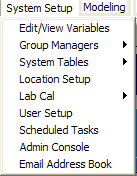 System Setup Modeling
Edit/View Variables
Group Managers
System Tables
Location Setup
Lab Cal
User Setup
Scheduled Tasks
Admin Console
Email Address Book